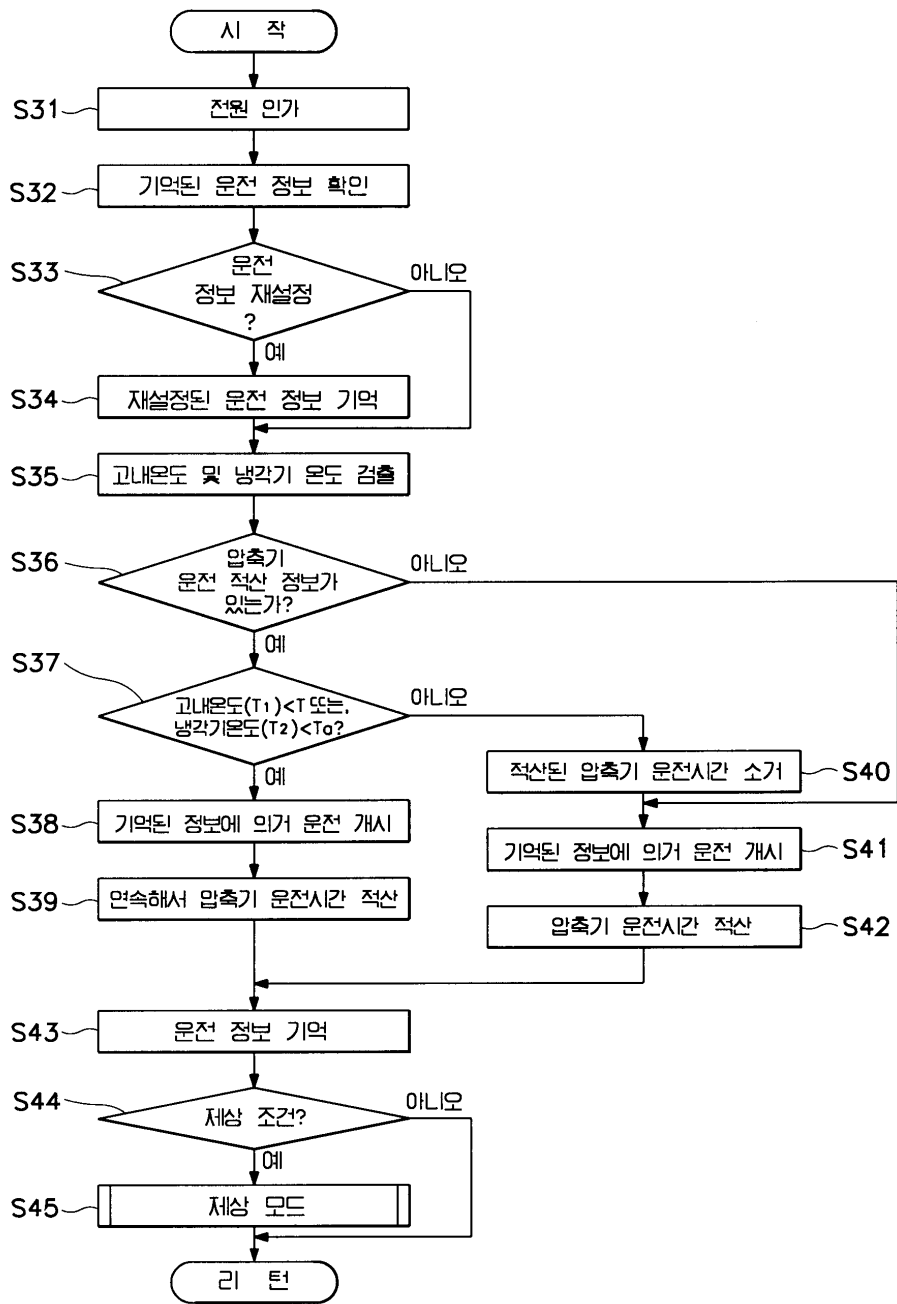 시 작
S31
전원 인가
S32
기억된 운전 정보 확인
S33
운전
정보 재설정
?
아니오
예
S34
재설정된 운전 정보 기억
S35
고내온도 및 냉각기 온도 검출
S36
압축기
운전 적산 정보가
있는가?
아니오
예
S37
고내온도(T1)<T 또는,
냉각기온도(T2)<Ta?
아니오
예
적산된 압축기 운전시간 소거
S40
S38
기억된 정보에 의거 운전 개시
기억된 정보에 의거 운전 개시
S41
S39
연속해서 압축기 운전시간 적산
압축기 운전시간 적산
S42
S43
운전 정보 기억
S44
제상 조건?
아니오
예
S45
제상 모드
리 턴